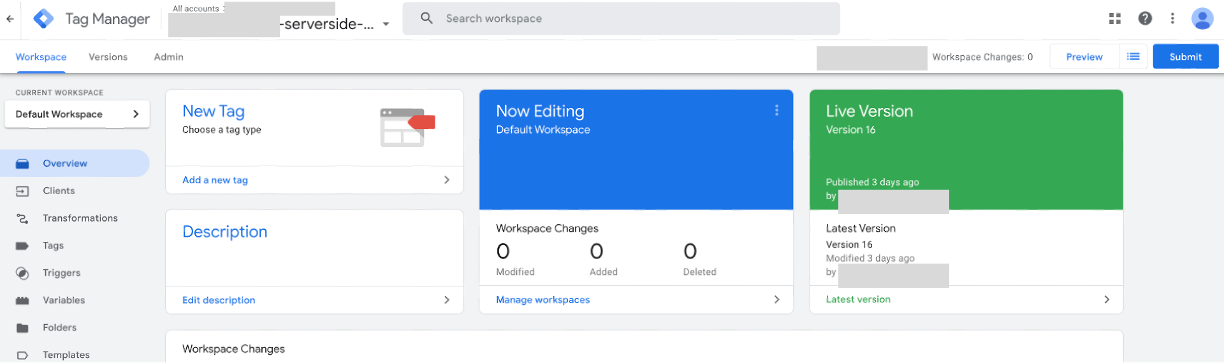 Tag Manager
All accounts
-serverside-...
Search workspace
Workspace
Versions
Admin
Workspace Changes: 0
Preview
Submit
CURRENT WORKSPACE
Default Workspace
Overview
Clients
Transformations
Tags
Triggers
Variables
Folders
Templates
New Tag
Choose a tag type
Add a new tag
Description
Edit description
Now Editing
Default Workspace
Workspace Changes
0 0 0
Modified Added Deleted
Manage workspaces
Live Version
Version 16
Published 3 days ago
by
Latest Version
Version 16
Modified 3 days ago
by
Latest version
Workspace Changes